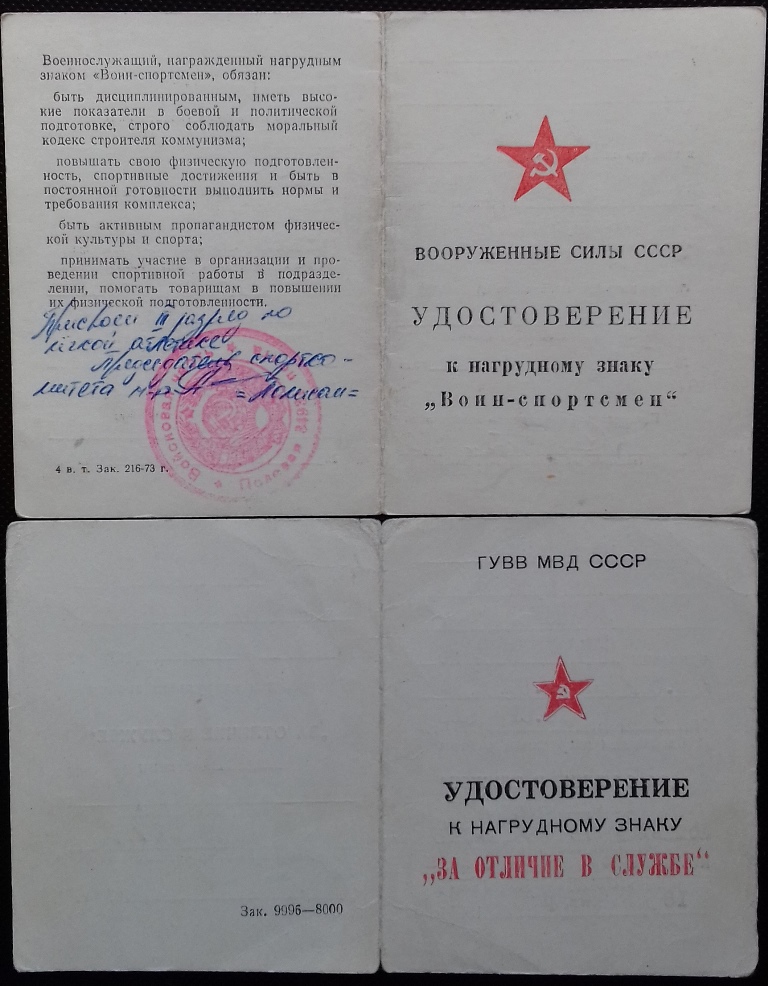 Военнослужащий, награжденный нагрудным
знаком «Воин-спортсмен», обязан:
быть дисциплинированным, иметь высо-
кие показатели в боевой и политической
подготовке, строго соблюдать моральный
кодекс строителя коммунизма;
повышать свою физическую подготовлен-
ность, спортивные достижения и быть в
постоянной готовности выполнить нормы и
требования комплекса;
быть активным пропагандистом физичес-
кой культуры и спорта;
принимать участие в организации и про-
ведении спортивной работы в подразде-
лении, помогать товарищам в повышении
их физической подготовленности.
III разряд по
легкой атлетике
Председатель спортко-
митета
Полевая
4 в. т. Зак. 216-73 г.
ВООРУЖЕННЫЕ СИЛЫ СССР
УДОСТОВЕРЕНИЕ
к нагрудному знаку
„Воин-спортсмен“
ГУВВ МВД СССР
УДОСТОВЕРЕНИЕ
К НАГРУДНОМУ ЗНАКУ
„ЗА ОТЛИЧИЕ В СЛУЖБЕ“
Зак. 9996—8000